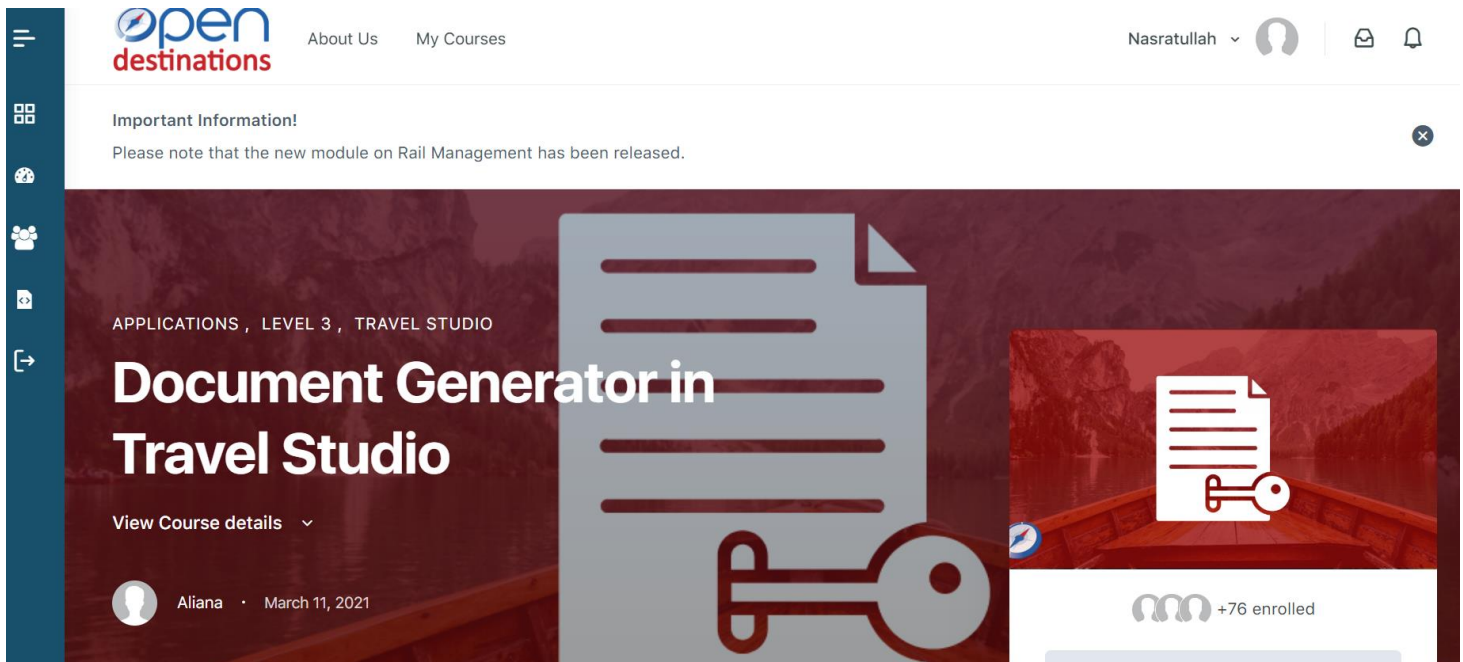 open
destinations
About Us
My Courses
Nasratullah
Important Information!
Please note that the new module on Rail Management has been released.
APPLICATIONS , LEVEL 3 , TRAVEL STUDIO
Document Generator in
Travel Studio
View Course details
Aliana · March 11, 2021
+76 enrolled